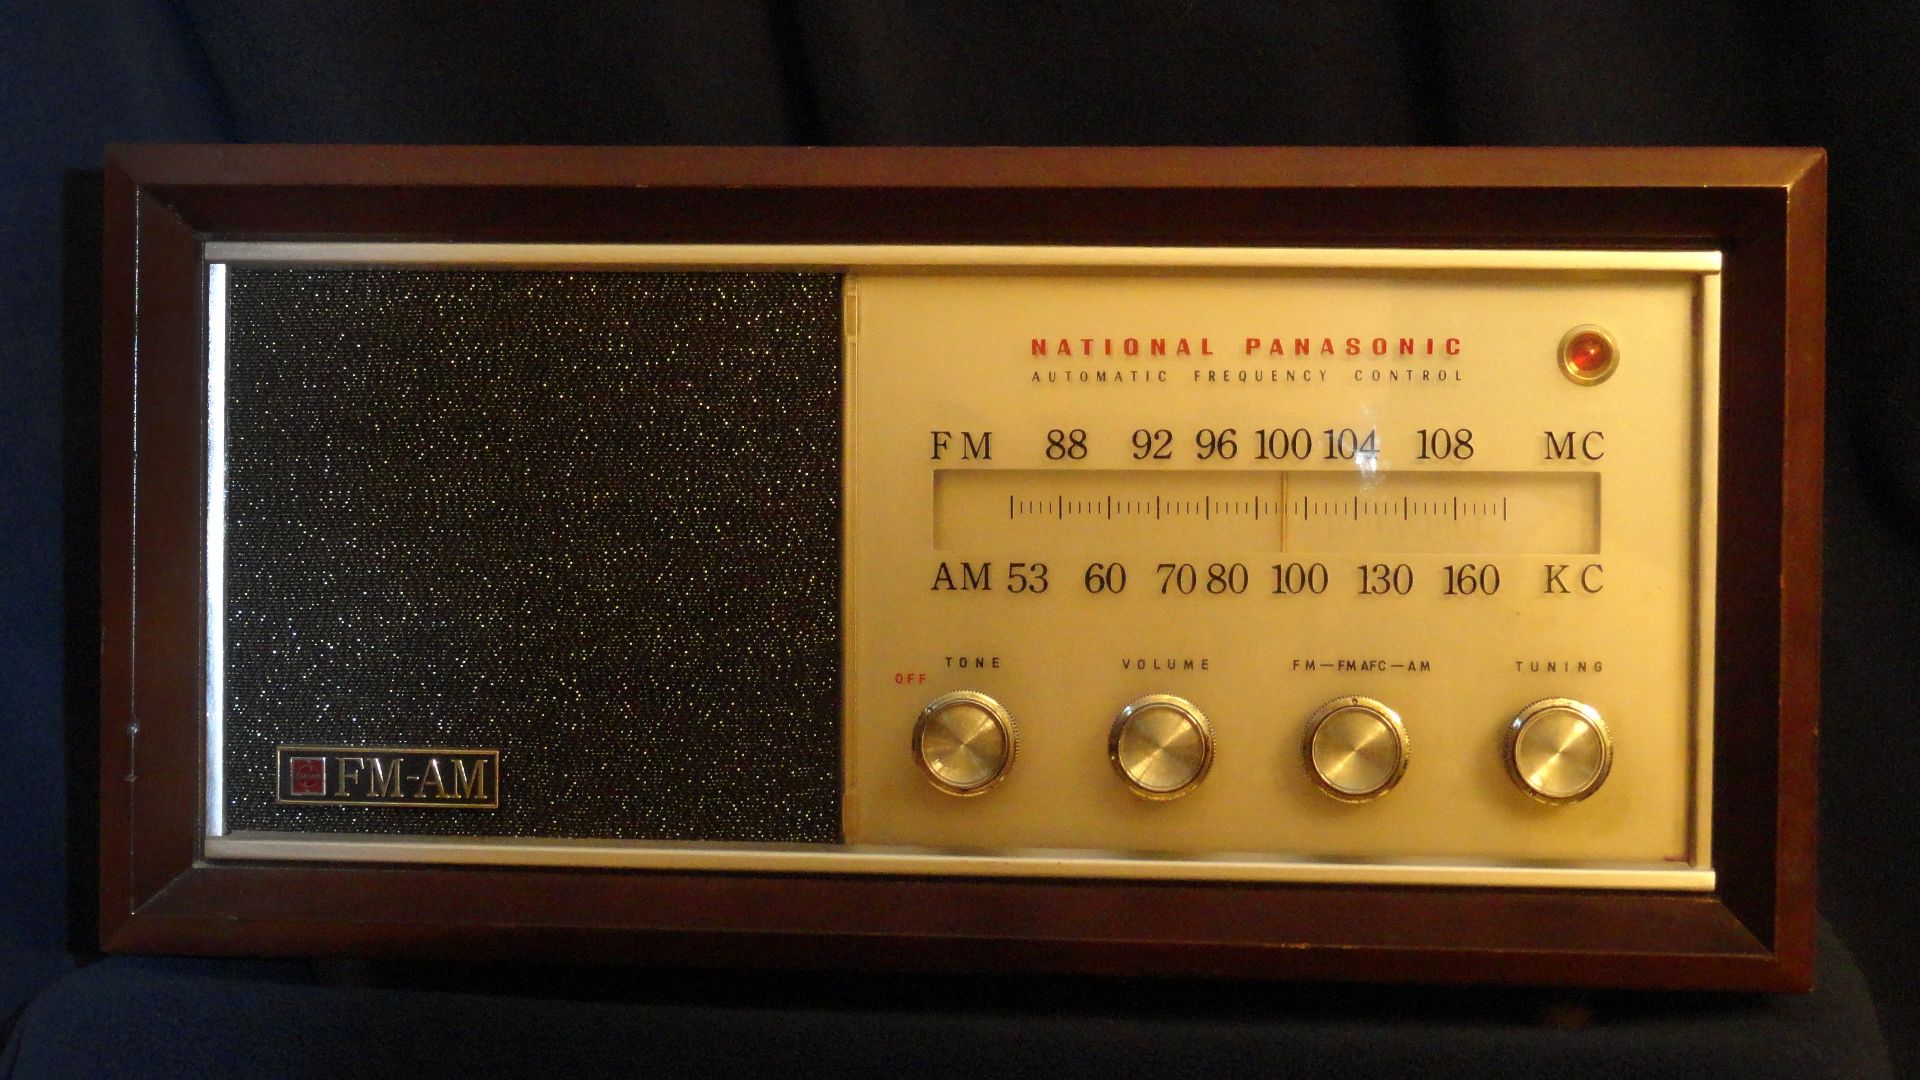 NATIONAL PANASONIC
AUTOMATIC FREQUENCY CONTROL
FM 88 92 96 100 104 108 MC
AM 53 60 70 80 100 130 160 KC
TONE VOLUME FM—FM AFC—AM TUNING
OFF
FM-AM